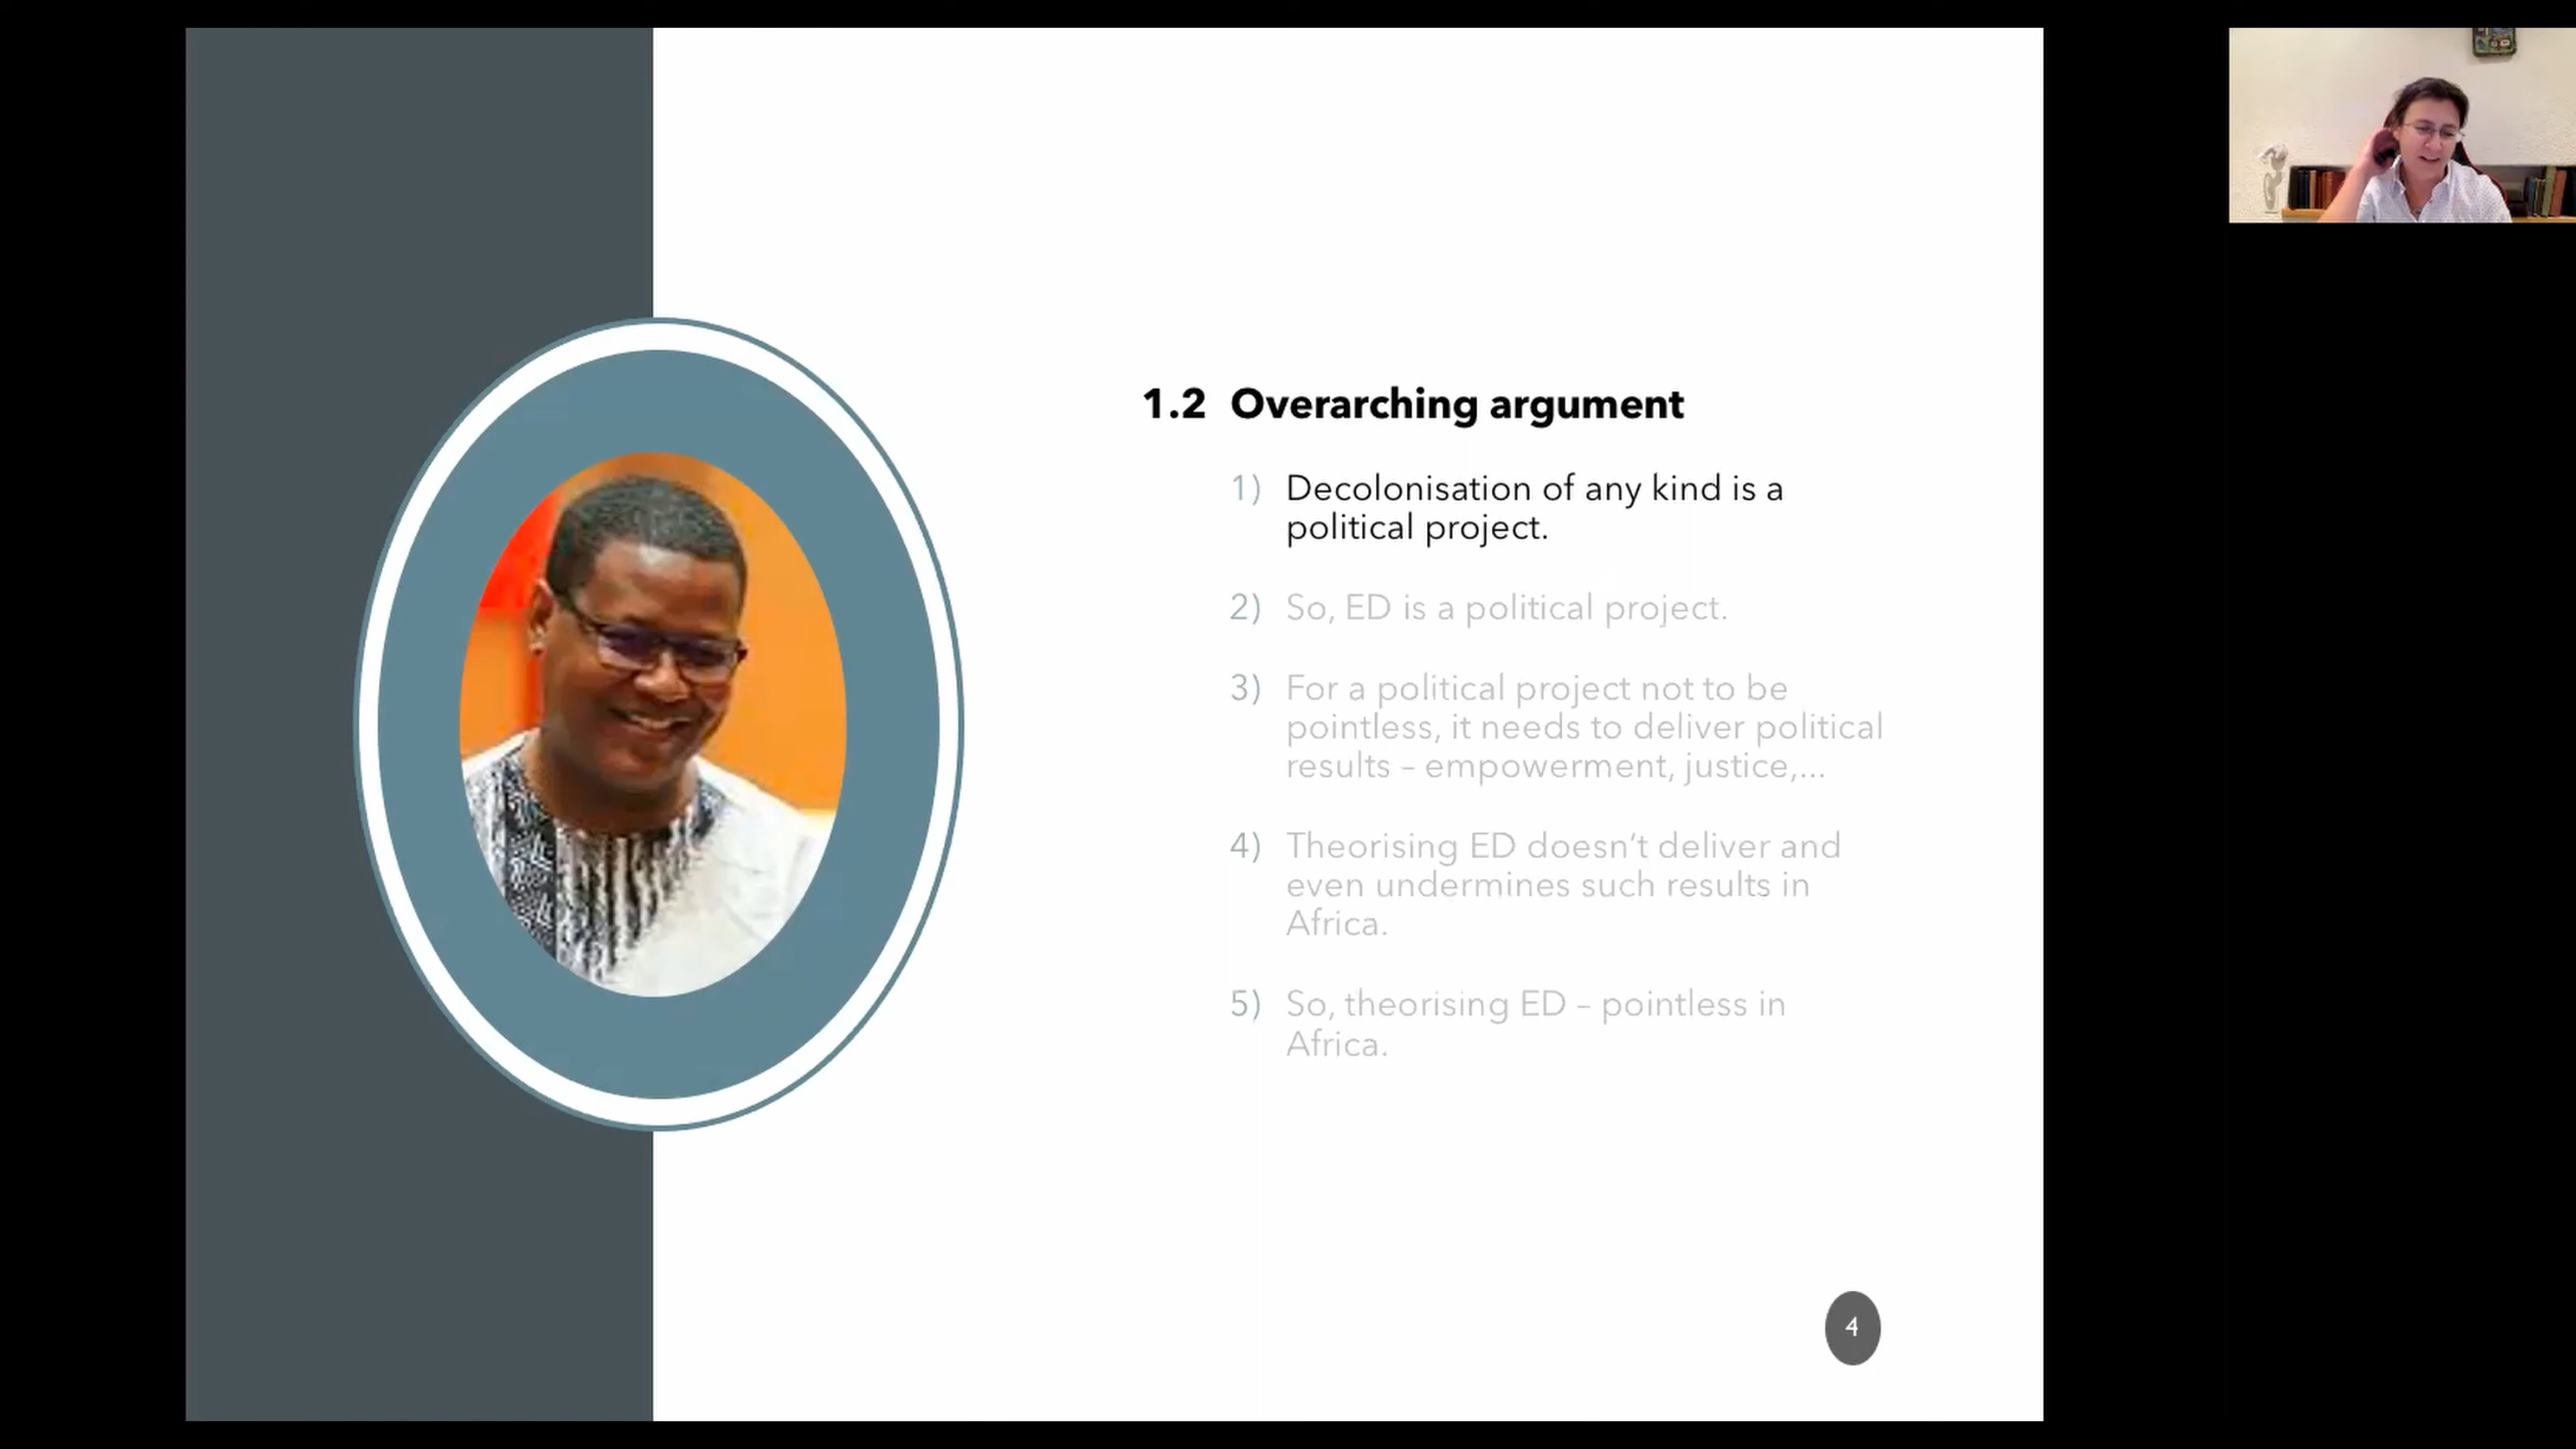 1.2 Overarching argument
1) Decolonisation of any kind is a
political project.
2) So, ED is a political project.
3) For a political project not to be
pointless, it needs to deliver political
results – empowerment, justice,...
4) Theorising ED doesn’t deliver and
even undermines such results in
Africa.
5) So, theorising ED – pointless in
Africa.
4